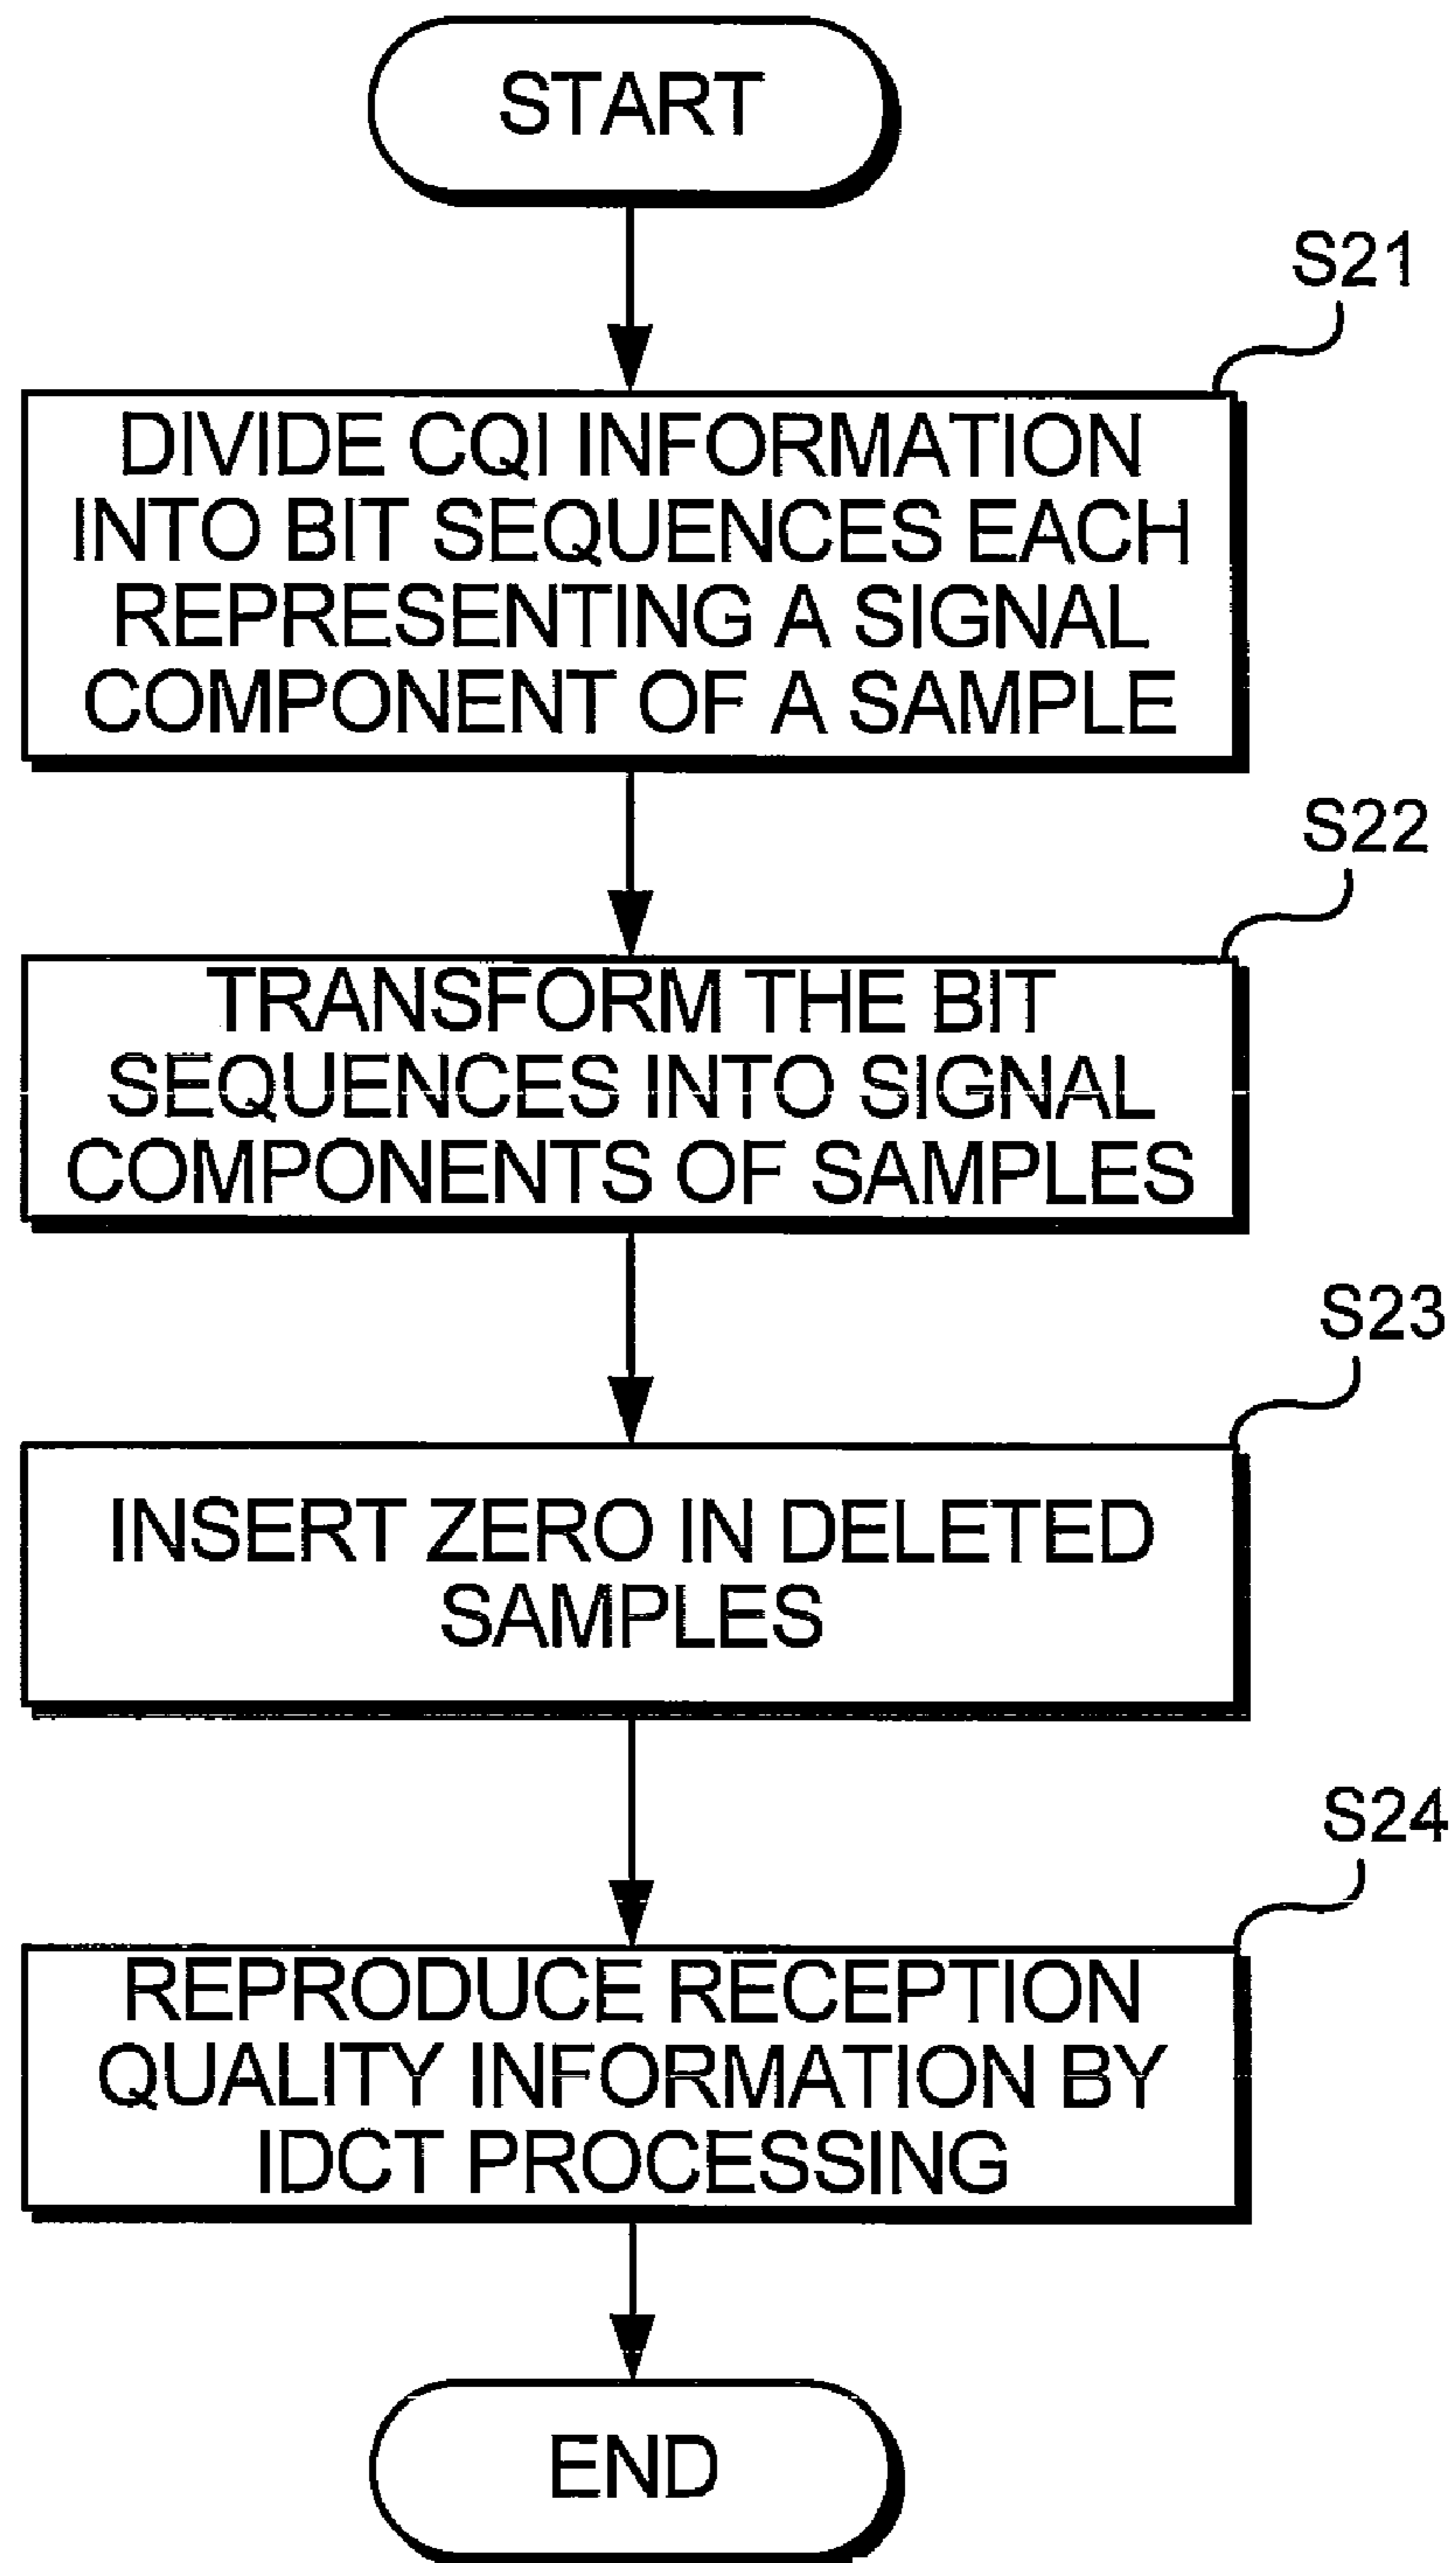 START
S21
DIVIDE CQI INFORMATION
INTO BIT SEQUENCES EACH
REPRESENTING A SIGNAL
COMPONENT OF A SAMPLE
S22
TRANSFORM THE BIT
SEQUENCES INTO SIGNAL
COMPONENTS OF SAMPLES
S23
INSERT ZERO IN DELETED
SAMPLES
S24
REPRODUCE RECEPTION
QUALITY INFORMATION BY
IDCT PROCESSING
END